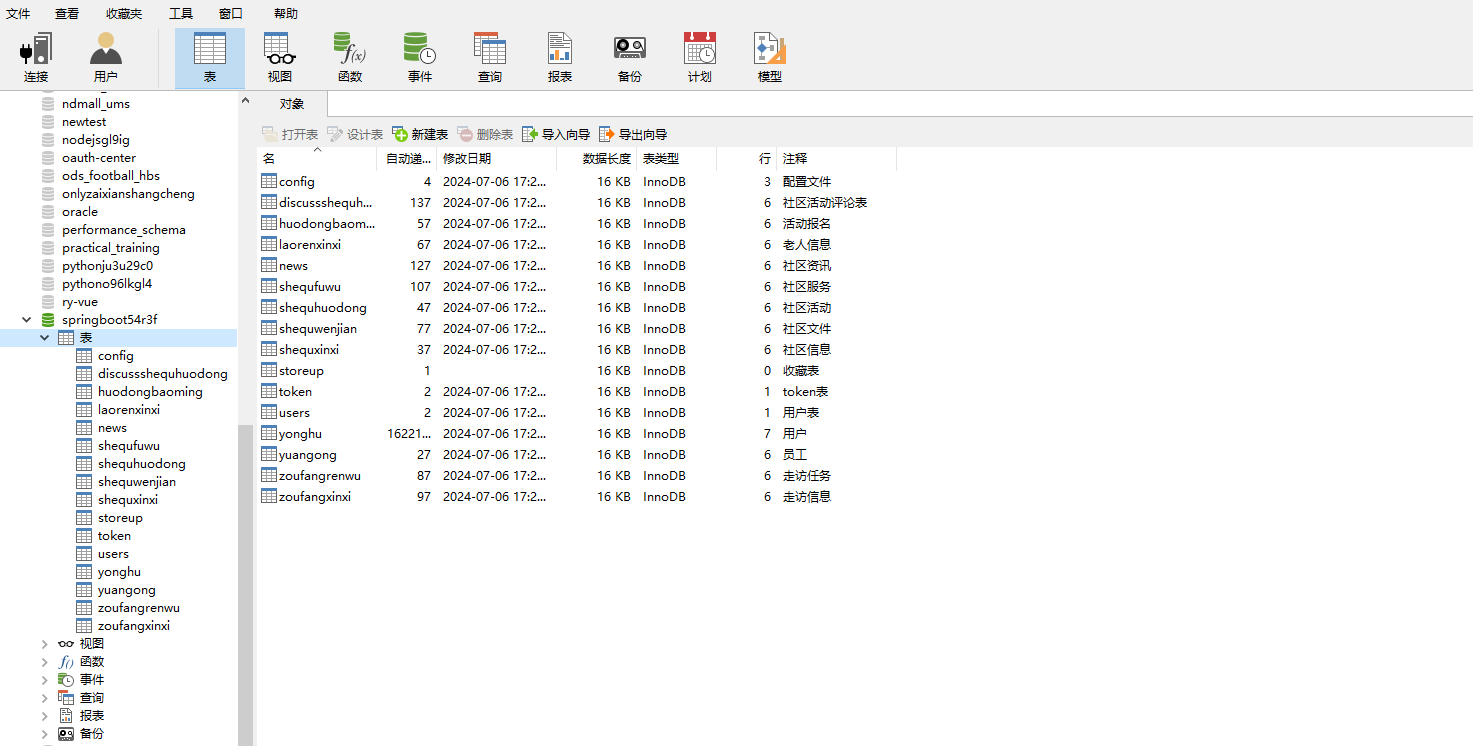 文件 查看 收藏夹 工具 窗口 帮助
连接 用户 表 视图 函数 事件 查询 报表 备份 计划 模型
ndmall_ums
newtest
nodejsgl9ig
oauth-center
ods_football_hbs
onlyzaixianshangcheng
oracle
performance_schema
practical_training
pythonju3u29c0
pythono96lkgl4
ry-vue
springboot54r3f
表
config
discussshequhuodong
huodongbaoming
laorenxinxi
news
shequfuwu
shequhuodong
shequwenjian
shequxinxi
storeup
token
users
yonghu
yuangong
zoufangrenwu
zoufangxinxi
视图
函数
事件
查询
报表
备份
对象
打开表 设计表 新建表 删除表 导入向导 导出向导
名 自动递... 修改日期 数据长度 表类型 行 注释
config 4 2024-07-06 17:2... 16 KB InnoDB 3 配置文件
discussshequh... 137 2024-07-06 17:2... 16 KB InnoDB 6 社区活动评论表
huodongbaom... 57 2024-07-06 17:2... 16 KB InnoDB 6 活动报名
laorenxinxi 67 2024-07-06 17:2... 16 KB InnoDB 6 老人信息
news 127 2024-07-06 17:2... 16 KB InnoDB 6 社区资讯
shequfuwu 107 2024-07-06 17:2... 16 KB InnoDB 6 社区服务
shequhuodong 47 2024-07-06 17:2... 16 KB InnoDB 6 社区活动
shequwenjian 77 2024-07-06 17:2... 16 KB InnoDB 6 社区文件
shequxinxi 37 2024-07-06 17:2... 16 KB InnoDB 6 社区信息
storeup 1 16 KB InnoDB 0 收藏表
token 2 2024-07-06 17:2... 16 KB InnoDB 1 token表
users 2 2024-07-06 17:2... 16 KB InnoDB 1 用户表
yonghu 16221... 2024-07-06 17:2... 16 KB InnoDB 7 用户
yuangong 27 2024-07-06 17:2... 16 KB InnoDB 6 员工
zoufangrenwu 87 2024-07-06 17:2... 16 KB InnoDB 6 走访任务
zoufangxinxi 97 2024-07-06 17:2... 16 KB InnoDB 6 走访信息